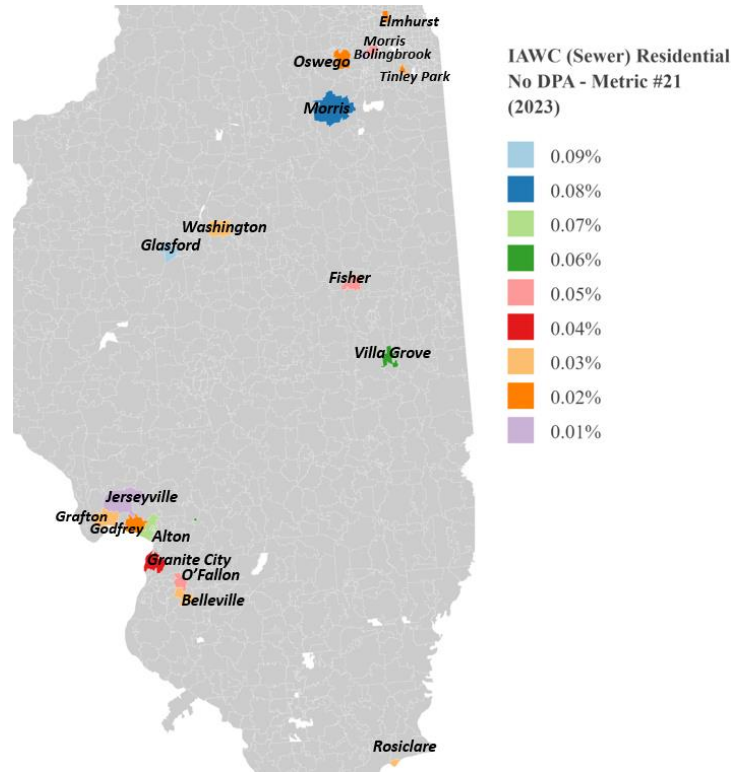 Elmhurst
Morris
Bolingbrook
Oswego
Tinley Park
Morris
Washington
Glasford
Fisher
Villa Grove
Jerseyville
Grafton
Godfrey
Alton
Granite City
O'Fallon
Belleville
Rosiclare
IAWC (Sewer) Residential
No DPA - Metric #21
(2023)
0.09%
0.08%
0.07%
0.06%
0.05%
0.04%
0.03%
0.02%
0.01%